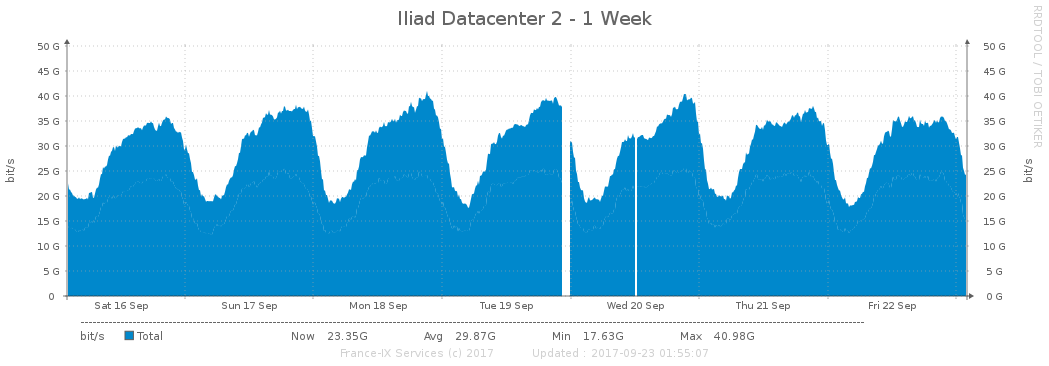 Iliad Datacenter 2 - 1 Week
RRDTOOL / TOBI OETIKER
50 G 50 G
45 G 45 G
40 G 40 G
35 G 35 G
30 G 30 G
25 G 25 G
20 G 20 G
15 G 15 G
10 G 10 G
5 G 5 G
0 0 G
bit/s bit/s
Sat 16 Sep Sun 17 Sep Mon 18 Sep Tue 19 Sep Wed 20 Sep Thu 21 Sep Fri 22 Sep
bit/s Total Now 23.35G Avg 29.87G Min 17.63G Max 40.98G
France-IX Services (c) 2017 Updated : 2017-09-23 01:55:07